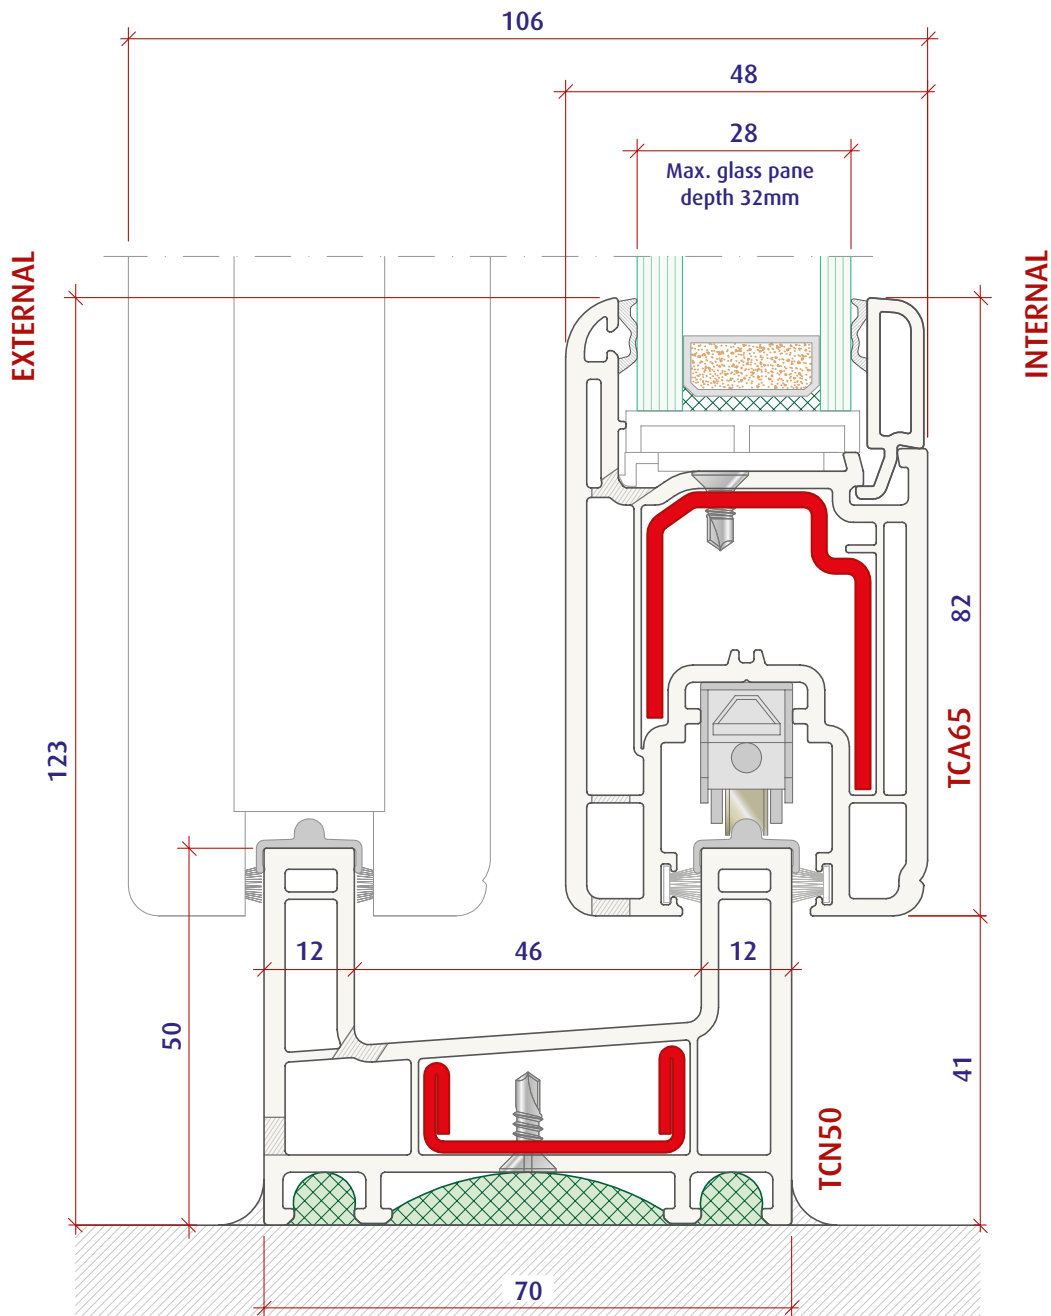 106
48
28
Max. glass pane
depth 32mm
EXTERNAL
INTERNAL
82
TCA65
123
12
46
12
50
41
TCN50
70